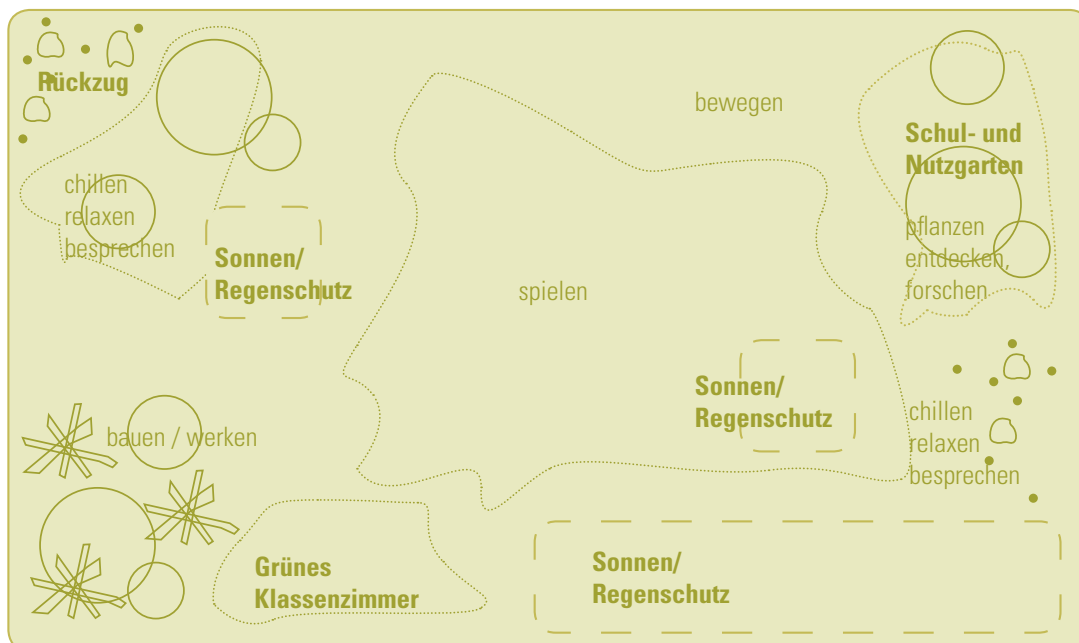 Rückzug
chillen
relaxen
besprechen
Sonnen/
Regenschutz
bewegen
Schul- und
Nutzgarten
pflanzen
entdecken,
forschen
spielen
Sonnen/
Regenschutz
chillen
relaxen
besprechen
bauen / werken
Grünes
Klassenzimmer
Sonnen/
Regenschutz